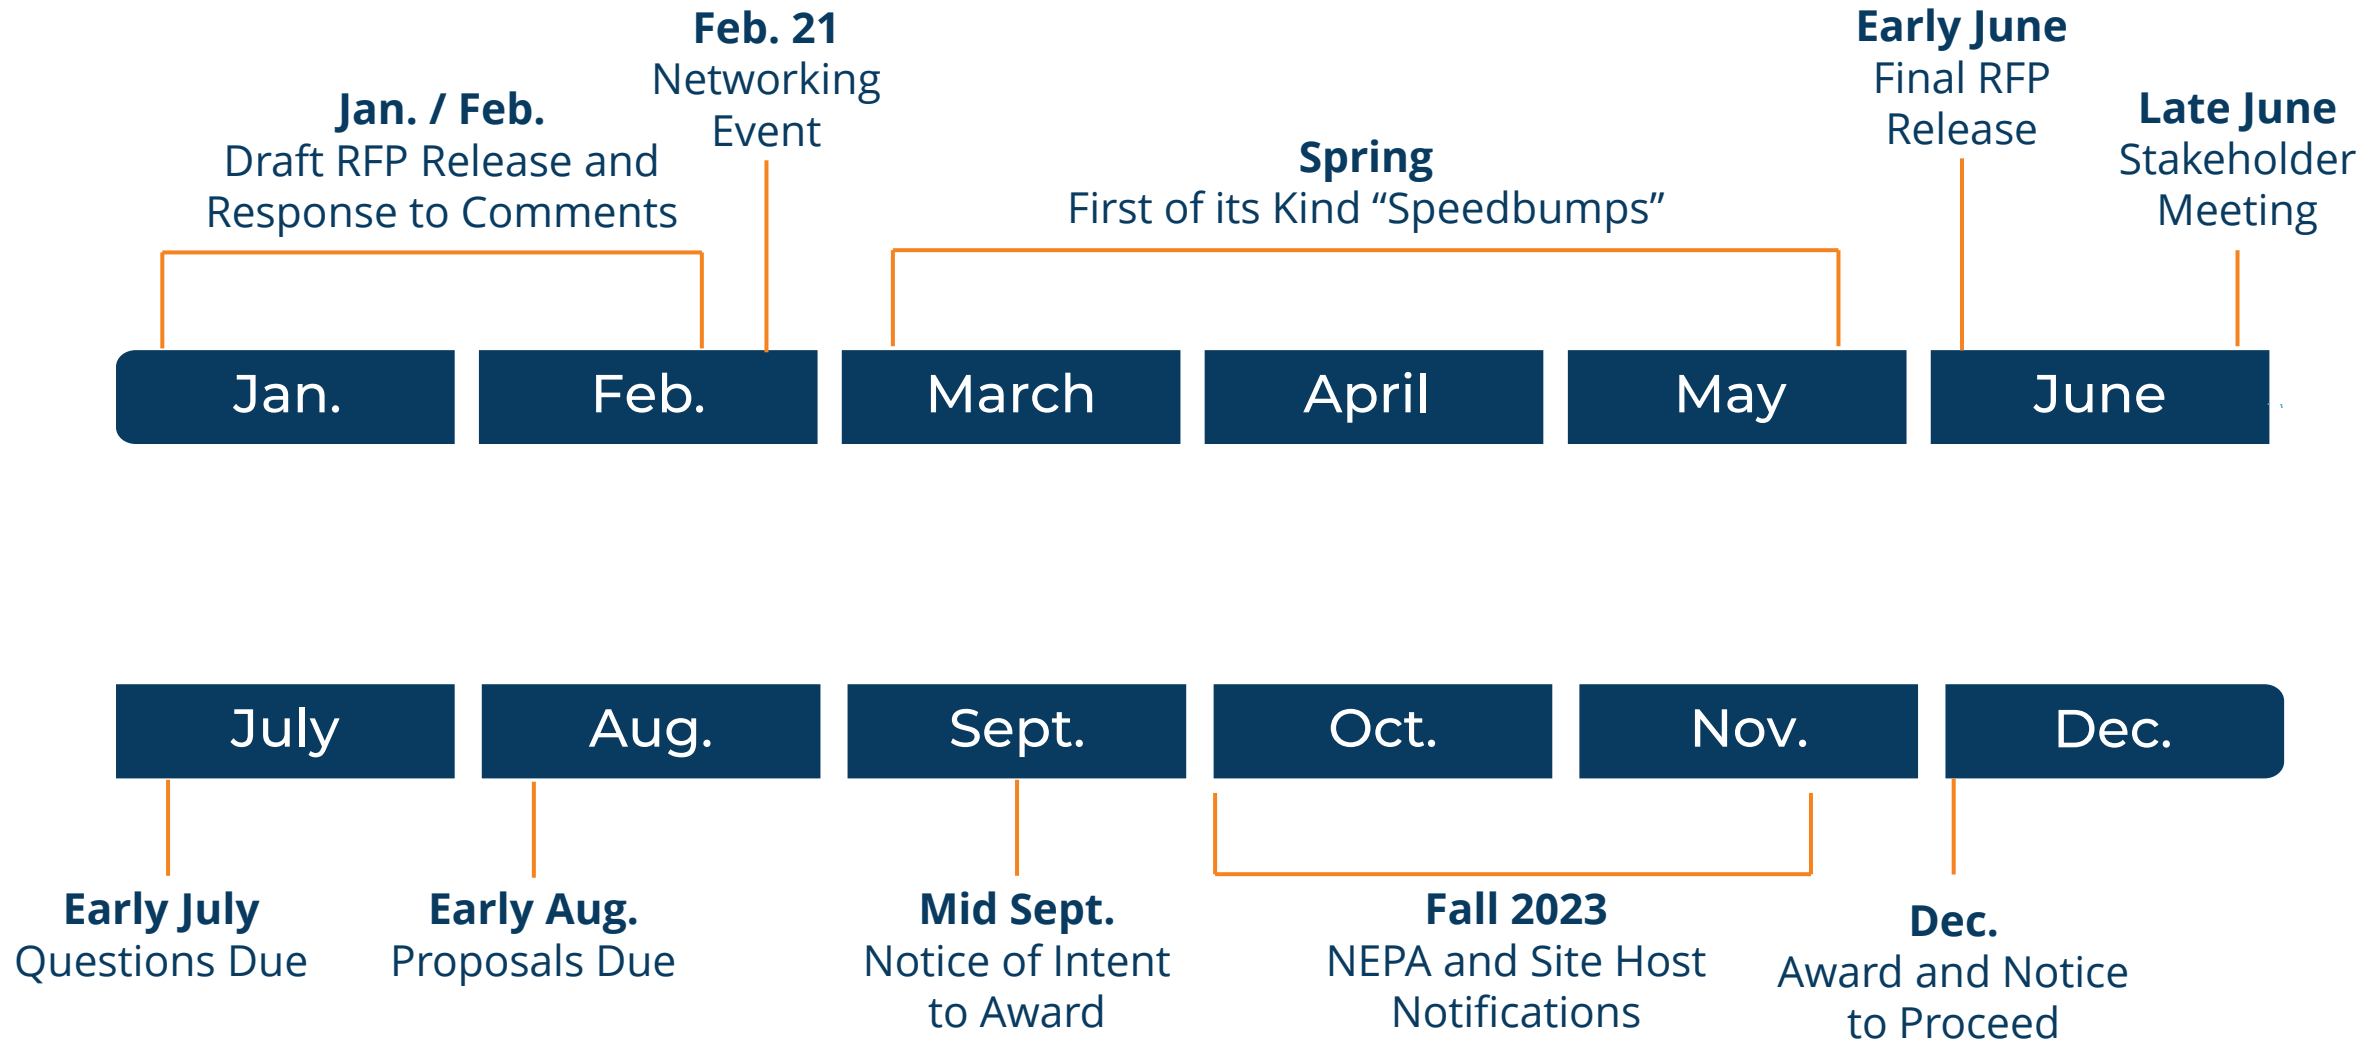 Jan. / Feb.
Draft RFP Release and
Response to Comments
Feb. 21
Networking
Event
Spring
First of its Kind “Speedbumps”
Early June
Final RFP
Release
Late June
Stakeholder
Meeting
Jan.
Feb.
March
April
May
June
July
Aug.
Sept.
Oct.
Nov.
Dec.
Early July
Questions Due
Early Aug.
Proposals Due
Mid Sept.
Notice of Intent
to Award
Fall 2023
NEPA and Site Host
Notifications
Dec.
Award and Notice
to Proceed